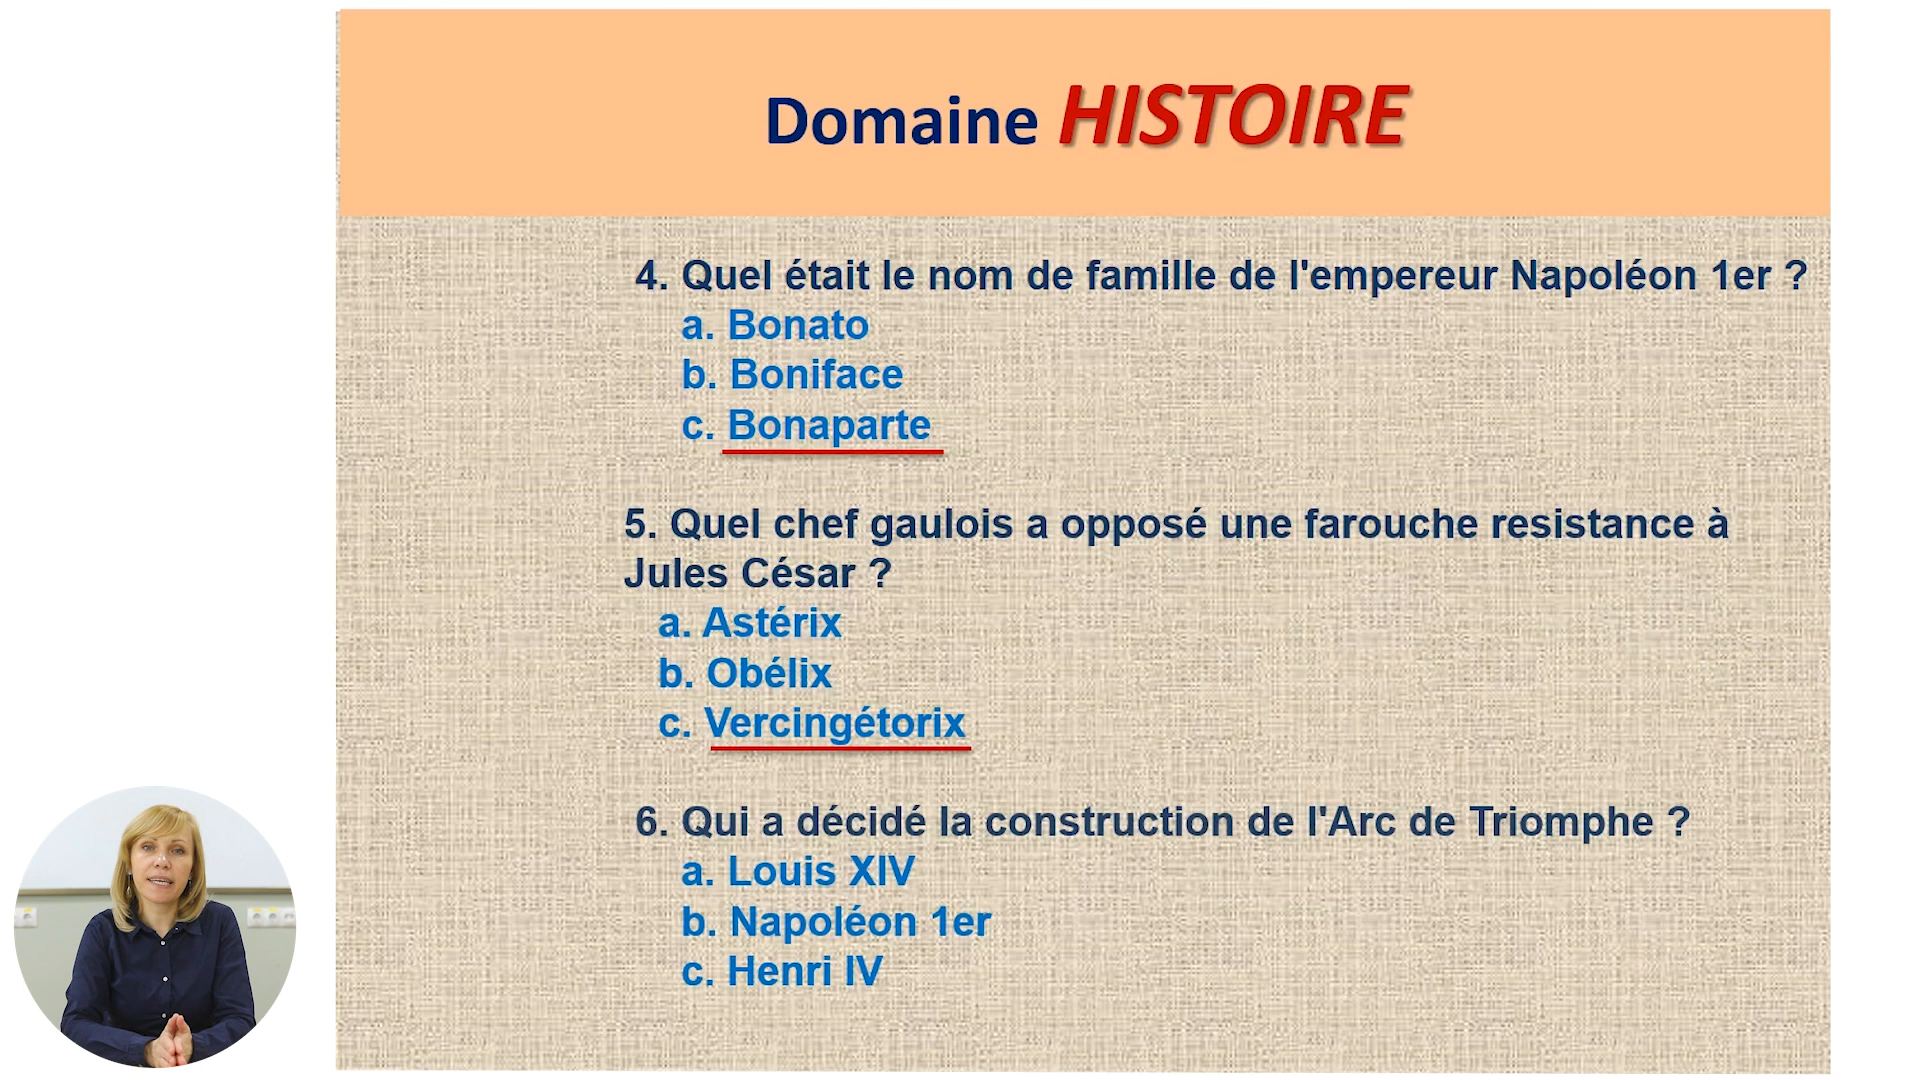 Domaine HISTOIRE
4. Quel était le nom de famille de l'empereur Napoléon 1er ?
a. Bonato
b. Boniface
c. Bonaparte
5. Quel chef gaulois a opposé une farouche resistance à
Jules César ?
a. Astérix
b. Obélix
c. Vercingétorix
6. Qui a décidé la construction de l'Arc de Triomphe ?
a. Louis XIV
b. Napoléon 1er
c. Henri IV